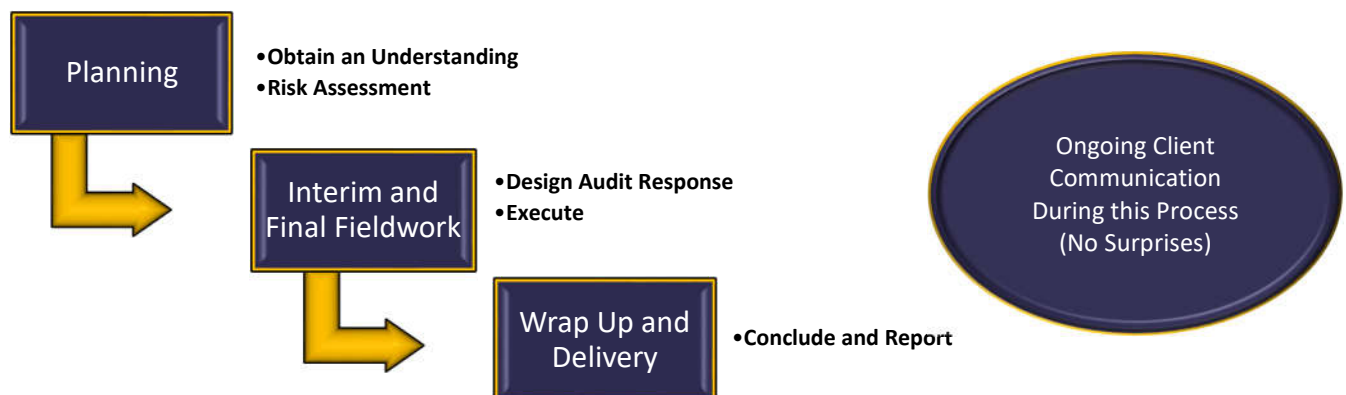 Planning
•Obtain an Understanding
•Risk Assessment
Interim and
Final Fieldwork
•Design Audit Response
•Execute
Wrap Up and
Delivery
•Conclude and Report
Ongoing Client
Communication
During this Process
(No Surprises)